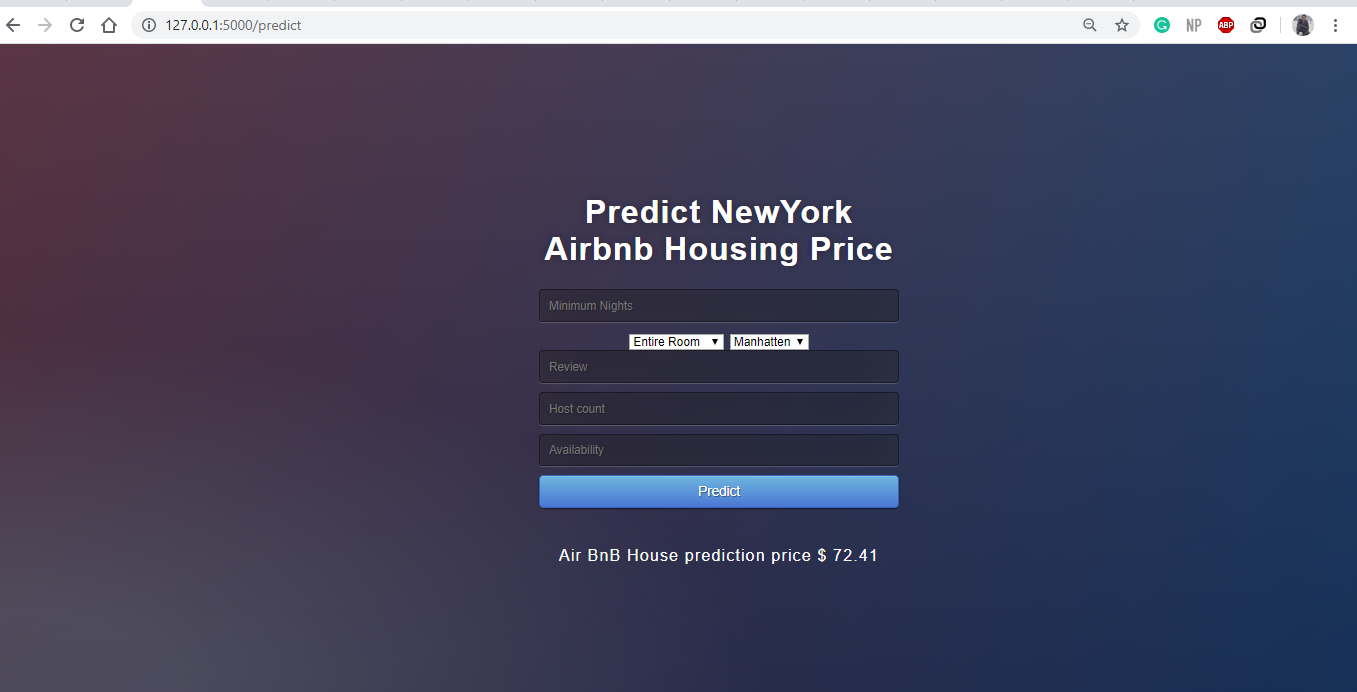 127.0.0.1:5000/predict
NP
ABP
Predict NewYork
Airbnb Housing Price
Minimum Nights
Entire Room Manhatten
Review
Host count
Availability
Predict
Air BnB House prediction price $ 72.41